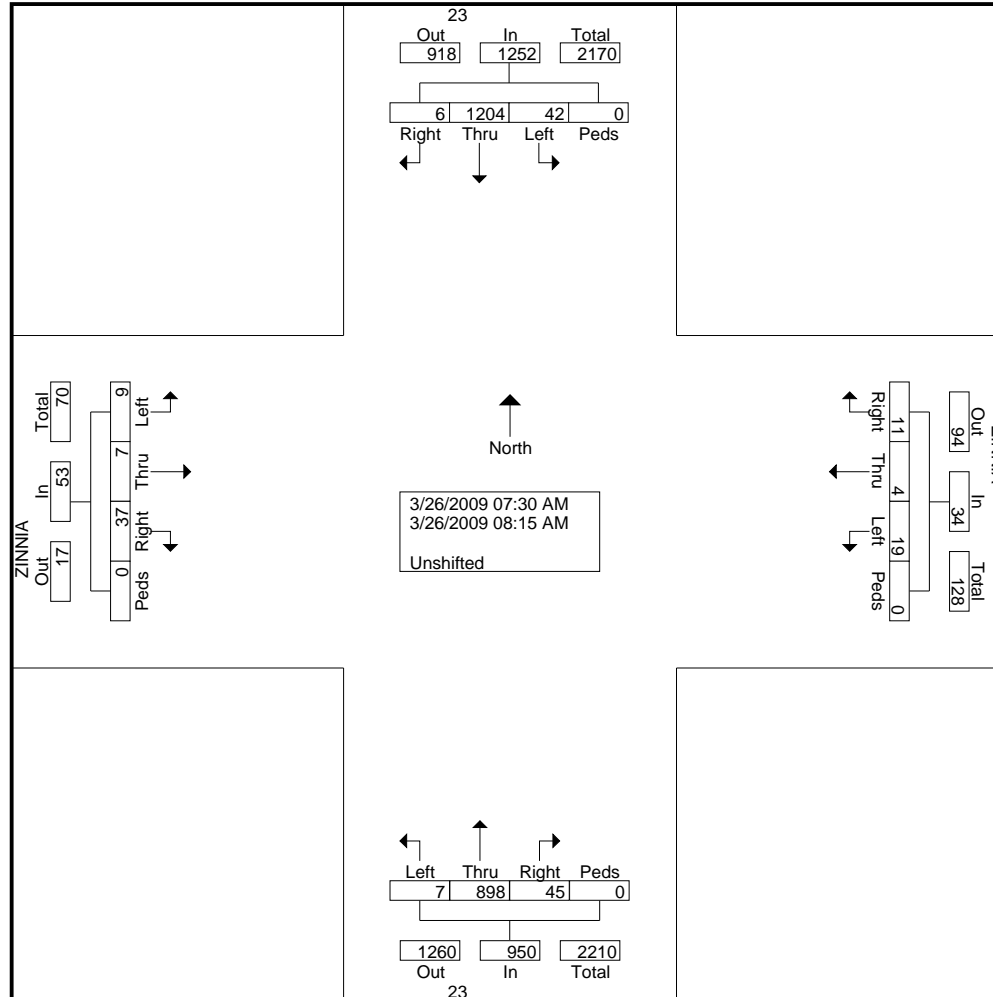 23
Out In Total
918 1252 2170
6 1204 42 0
Right Thru Left Peds
Total 70
In 53
Out 17
ZINNIA
9 Left
7 Thru
37 Right
0 Peds
North
3/26/2009 07:30 AM
3/26/2009 08:15 AM
Unshifted
Right 11
Thru 4
Left 19
Peds 0
Out 94
In 34
Total 128
Left Thru Right Peds
7 898 45 0
1260 950 2210
Out In Total
23